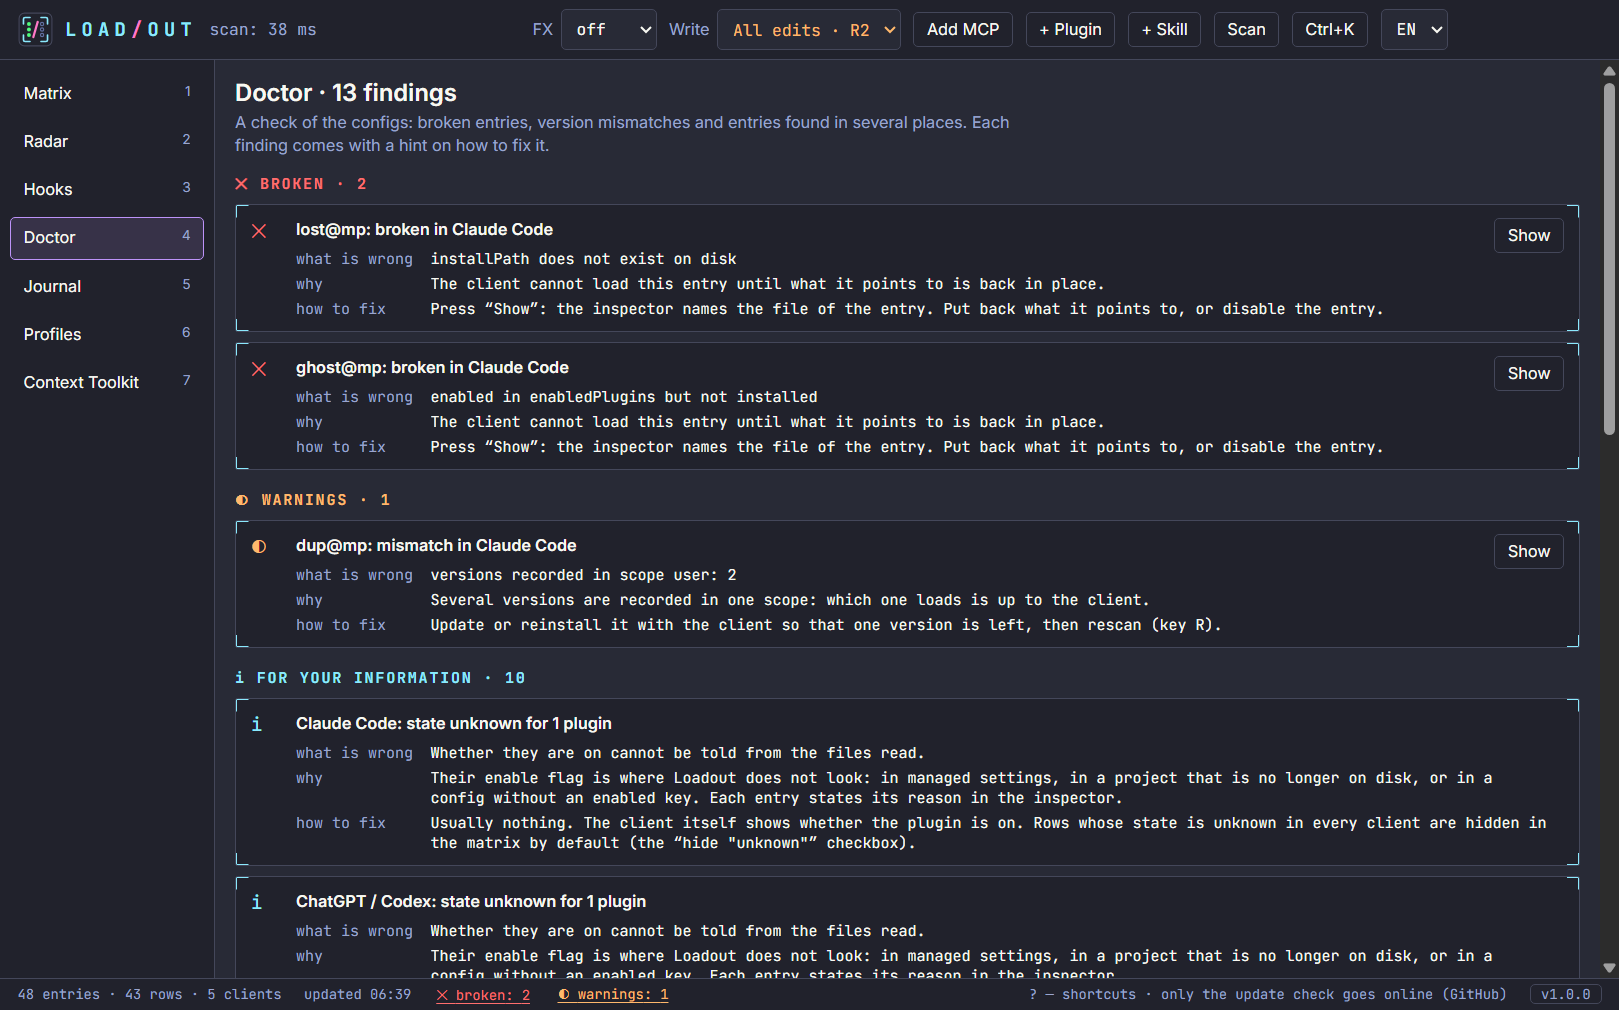 LOAD/OUT scan: 38 ms FX off Write All edits · R2 Add MCP + Plugin + Skill Scan Ctrl+K EN
Matrix 1
Radar 2
Hooks 3
Doctor 4
Journal 5
Profiles 6
Context Toolkit 7
Doctor · 13 findings
A check of the configs: broken entries, version mismatches and entries found in several places. Each
finding comes with a hint on how to fix it.
BROKEN · 2
lost@mp: broken in Claude Code Show
what is wrong installPath does not exist on disk
why The client cannot load this entry until what it points to is back in place.
how to fix Press “Show”: the inspector names the file of the entry. Put back what it points to, or disable the entry.
ghost@mp: broken in Claude Code Show
what is wrong enabled in enabledPlugins but not installed
why The client cannot load this entry until what it points to is back in place.
how to fix Press “Show”: the inspector names the file of the entry. Put back what it points to, or disable the entry.
WARNINGS · 1
dup@mp: mismatch in Claude Code Show
what is wrong versions recorded in scope user: 2
why Several versions are recorded in one scope: which one loads is up to the client.
how to fix Update or reinstall it with the client so that one version is left, then rescan (key R).
i FOR YOUR INFORMATION · 10
i Claude Code: state unknown for 1 plugin
what is wrong Whether they are on cannot be told from the files read.
why Their enable flag is where Loadout does not look: in managed settings, in a project that is no longer on disk, or in a
config without an enabled key. Each entry states its reason in the inspector.
how to fix Usually nothing. The client itself shows whether the plugin is on. Rows whose state is unknown in every client are hidden in
the matrix by default (the “hide "unknown"” checkbox).
i ChatGPT / Codex: state unknown for 1 plugin
what is wrong Whether they are on cannot be told from the files read.
why Their enable flag is where Loadout does not look: in managed settings, in a project that is no longer on disk, or in a
config without an enabled key. Each entry states its reason in the inspector.
48 entries · 43 rows · 5 clients updated 06:39 broken: 2 warnings: 1 ? — shortcuts · only the update check goes online (GitHub) v1.0.0